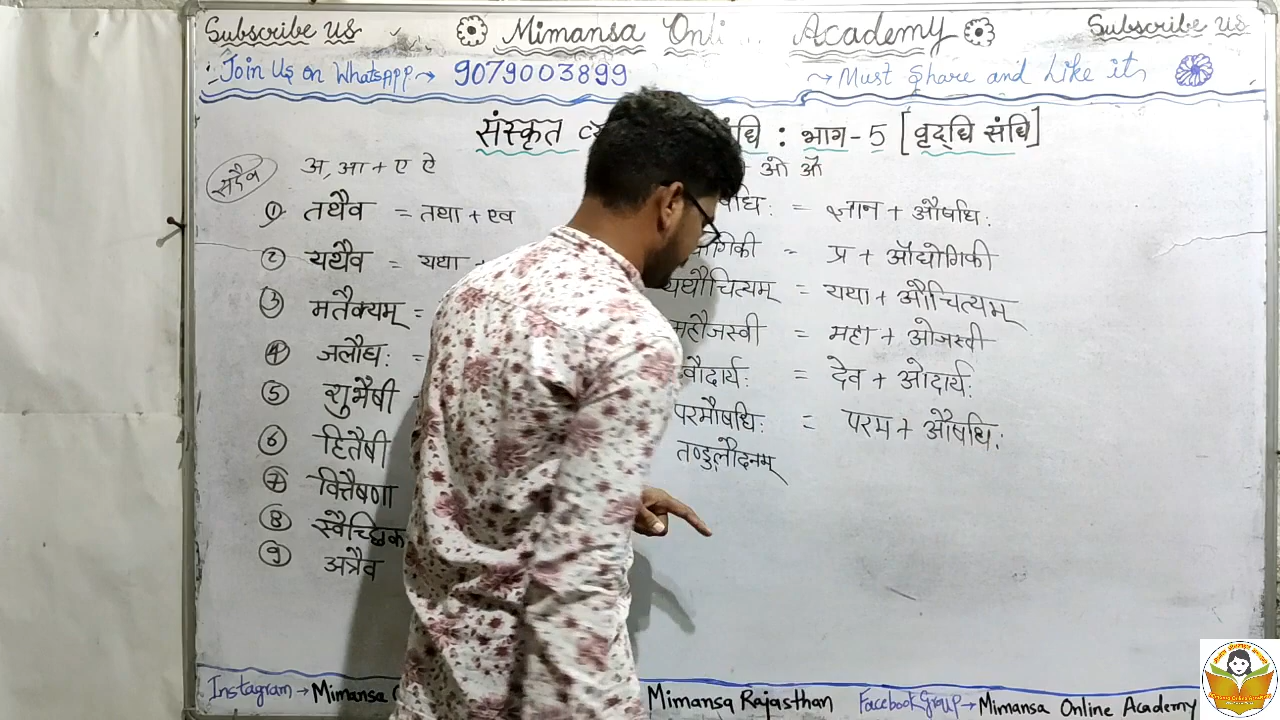 Subscribe Us Mimansa Onli Academy Subscribe Us
Join Us on WhatsApp → 9079003899 → Must Share and Like it
संस्कृत : भाग - 5 [वृद्धि संधि]
सदैव
अ, आ + ए ऐ
ओ औ
① तथैव = तथा + एव
② यथैव = यथा +
③ मतैक्यम् =
④ जलौघः =
⑤ शुभैषी
⑥ हितैषी
⑦ वित्तैषणा
⑧ स्वैच्छिक
⑨ अत्रैव
= ज्ञान + औषधिः
= प्र + औद्योगिकी
यथौचित्यम् = यथा + औचित्यम्
महौजस्वी = महा + ओजस्वी
= देव + औदार्यः
परमौषधिः = परम + औषधिः
तण्डुलौदनम्
Instagram → Mimansa
Mimansa Rajasthan Facebook Group → Mimansa Online Academy